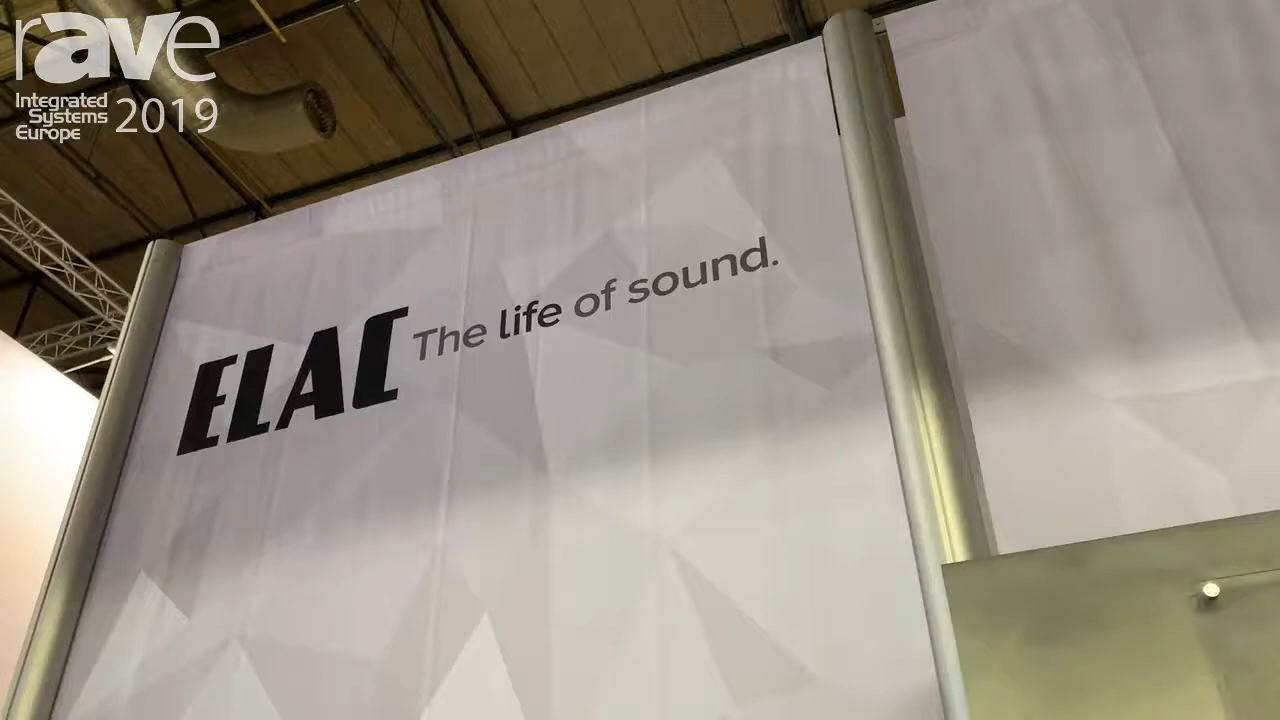 rAVe
Integrated
Systems
Europe
2019
ELAC The life of sound.